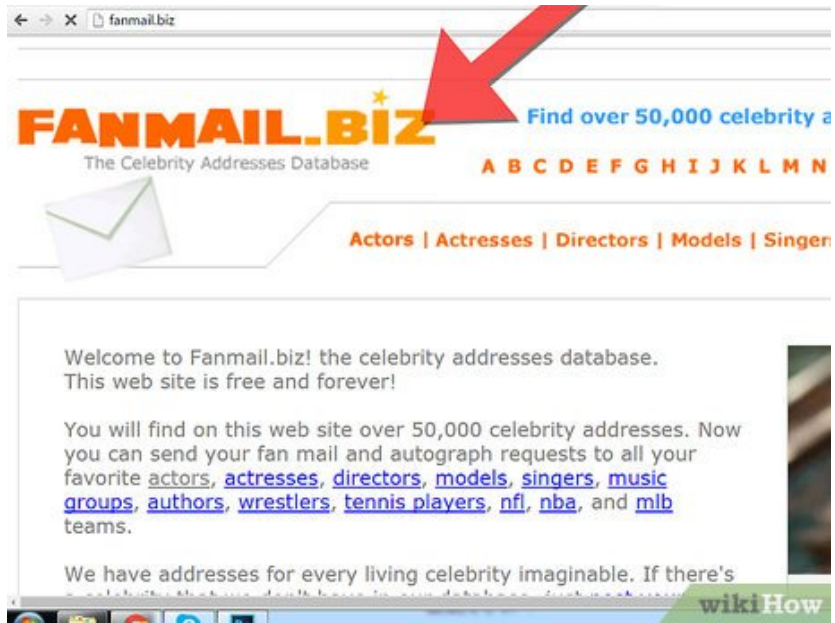 fanmail.biz
FANMAIL.BIZ
Find over 50,000 celebrity a
The Celebrity Addresses Database
A B C D E F G H I J K L M N
Actors | Actresses | Directors | Models | Singers
Welcome to Fanmail.biz! the celebrity addresses database.
This web site is free and forever!
You will find on this web site over 50,000 celebrity addresses. Now
you can send your fan mail and autograph requests to all your
favorite actors, actresses, directors, models, singers, music
groups, authors, wrestlers, tennis players, nfl, nba, and mlb
teams.
We have addresses for every living celebrity imaginable. If there's
wikiHow